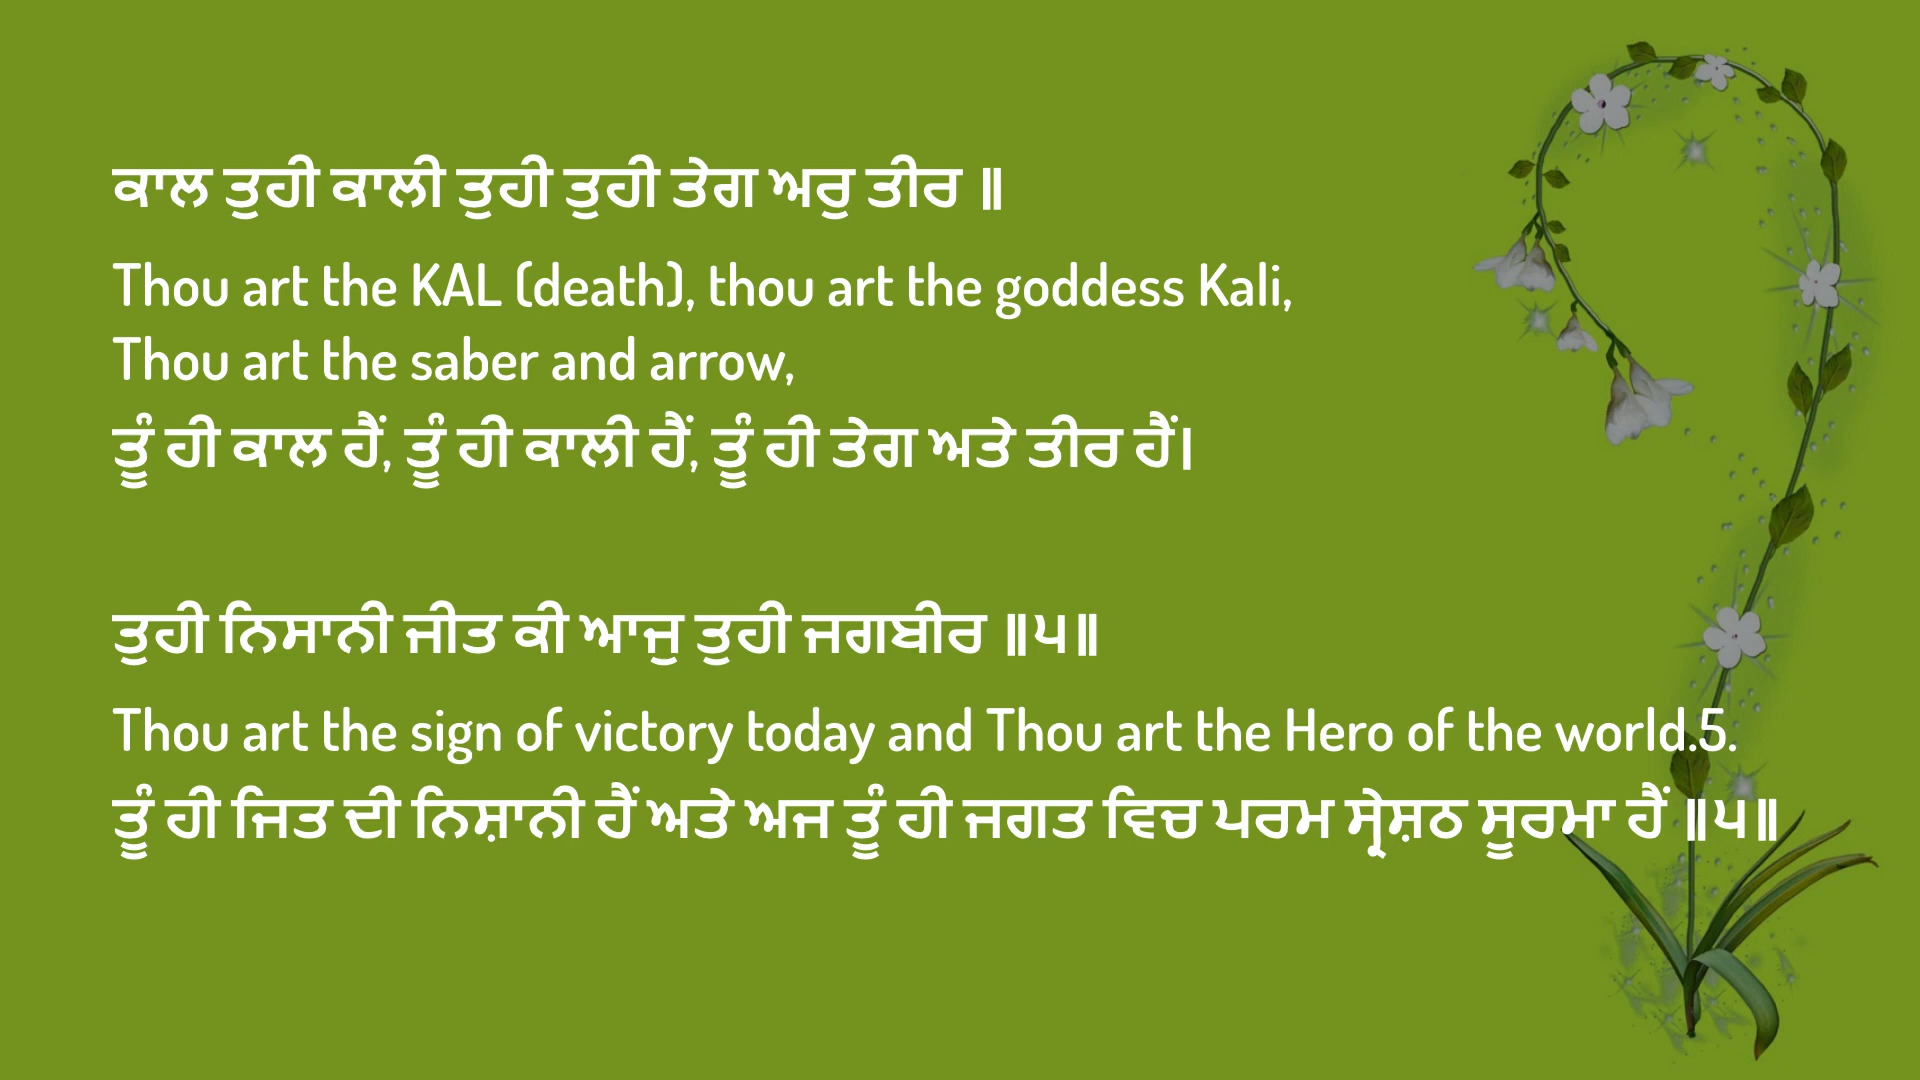 ਕਾਲ ਤੁਹੀ ਕਾਲੀ ਤੁਹੀ ਤੁਹੀ ਤੇਗ ਅਰੁ ਤੀਰ ॥
Thou art the KAL (death), thou art the goddess Kali,
Thou art the saber and arrow,
ਤੂੰ ਹੀ ਕਾਲ ਹੈਂ, ਤੂੰ ਹੀ ਕਾਲੀ ਹੈਂ, ਤੂੰ ਹੀ ਤੇਗ ਅਤੇ ਤੀਰ ਹੈਂ।
ਤੁਹੀ ਨਿਸਾਨੀ ਜੀਤ ਕੀ ਆਜੁ ਤੁਹੀ ਜਗਬੀਰ ॥੫॥
Thou art the sign of victory today and Thou art the Hero of the world.5.
ਤੂੰ ਹੀ ਜਿਤ ਦੀ ਨਿਸ਼ਾਨੀ ਹੈਂ ਅਤੇ ਅਜ ਤੂੰ ਹੀ ਜਗਤ ਵਿਚ ਪਰਮ ਸ੍ਰੇਸ਼ਠ ਸੂਰਮਾ ਹੈਂ ॥੫॥